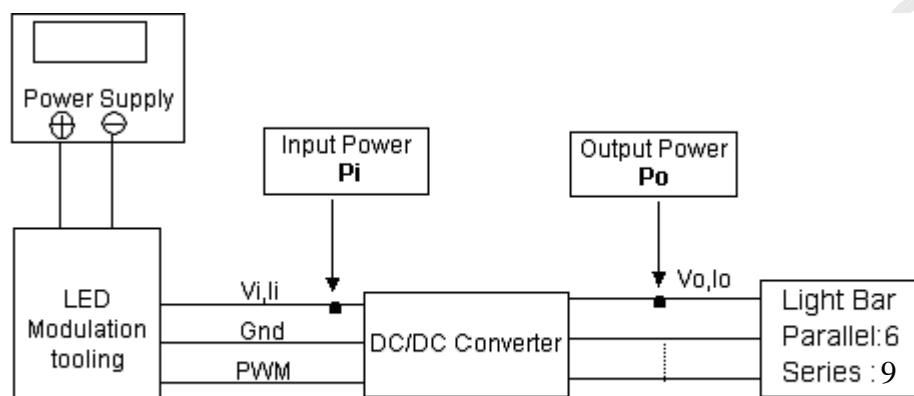 Power Supply
Input Power
Pi
Output Power
Po
Vi,Ii
Vo,Io
LED
Modulation
tooling
Gnd
PWM
DC/DC Converter
Light Bar
Parallel:6
Series : 9